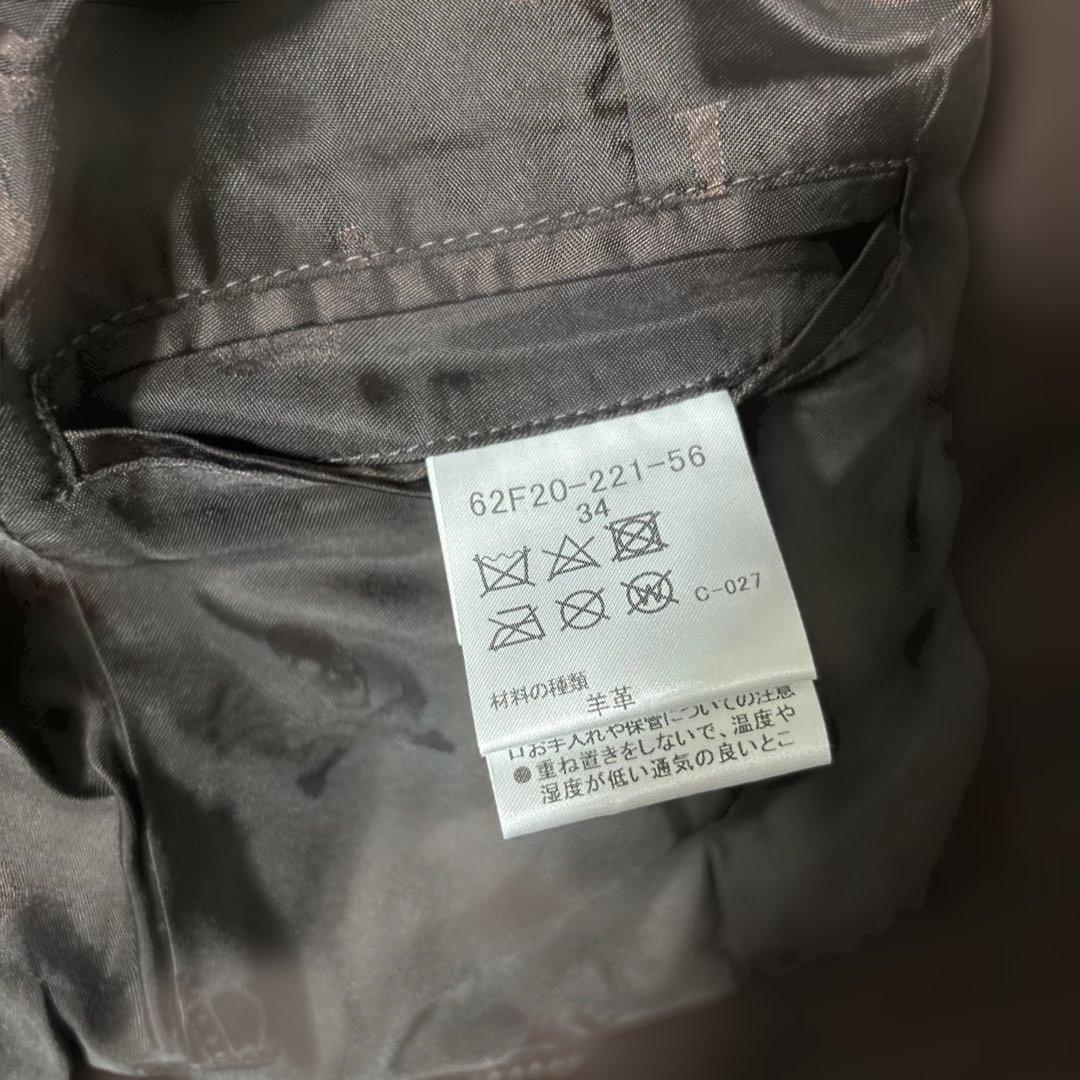 62F20-221-56
34
C-027
材料の種類
羊革
お手入れや保管についての注意
●重ね置きをしないで、温度や
湿度が低い通気の良いとこ